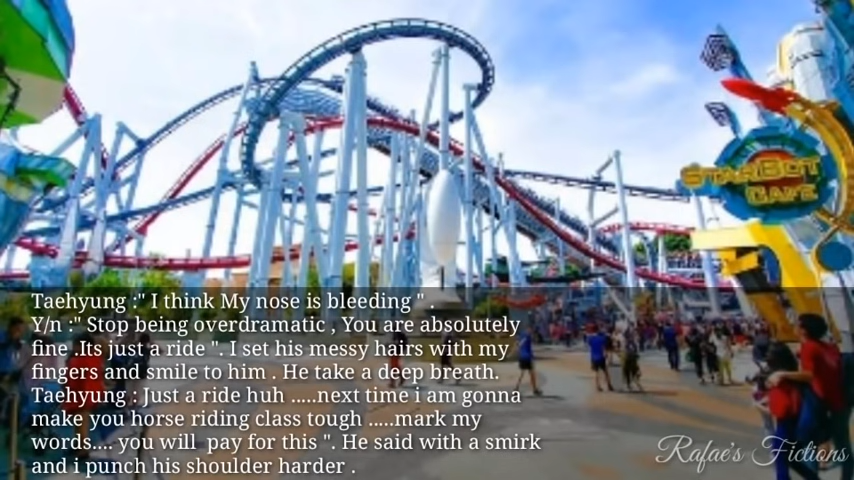 STARBOT
CAFE
Taehyung :" I think My nose is bleeding " .
Y/n :" Stop being overdramatic , You are absolutely
fine .Its just a ride ". I set his messy hairs with my
fingers and smile to him . He take a deep breath.
Taehyung : Just a ride huh .....next time i am gonna
make you horse riding class tough .....mark my
words.... you will pay for this ". He said with a smirk
and i punch his shoulder harder .
Rafae's Fictions